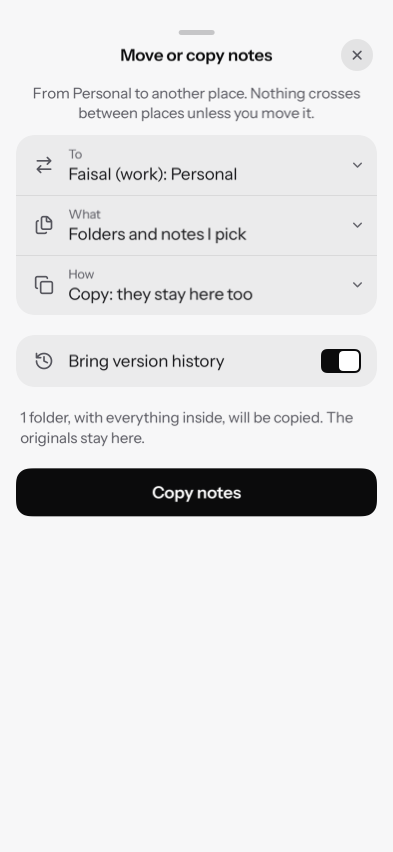 Move or copy notes
From Personal to another place. Nothing crosses
between places unless you move it.
To
Faisal (work): Personal
What
Folders and notes I pick
How
Copy: they stay here too
Bring version history
1 folder, with everything inside, will be copied. The
originals stay here.
Copy notes